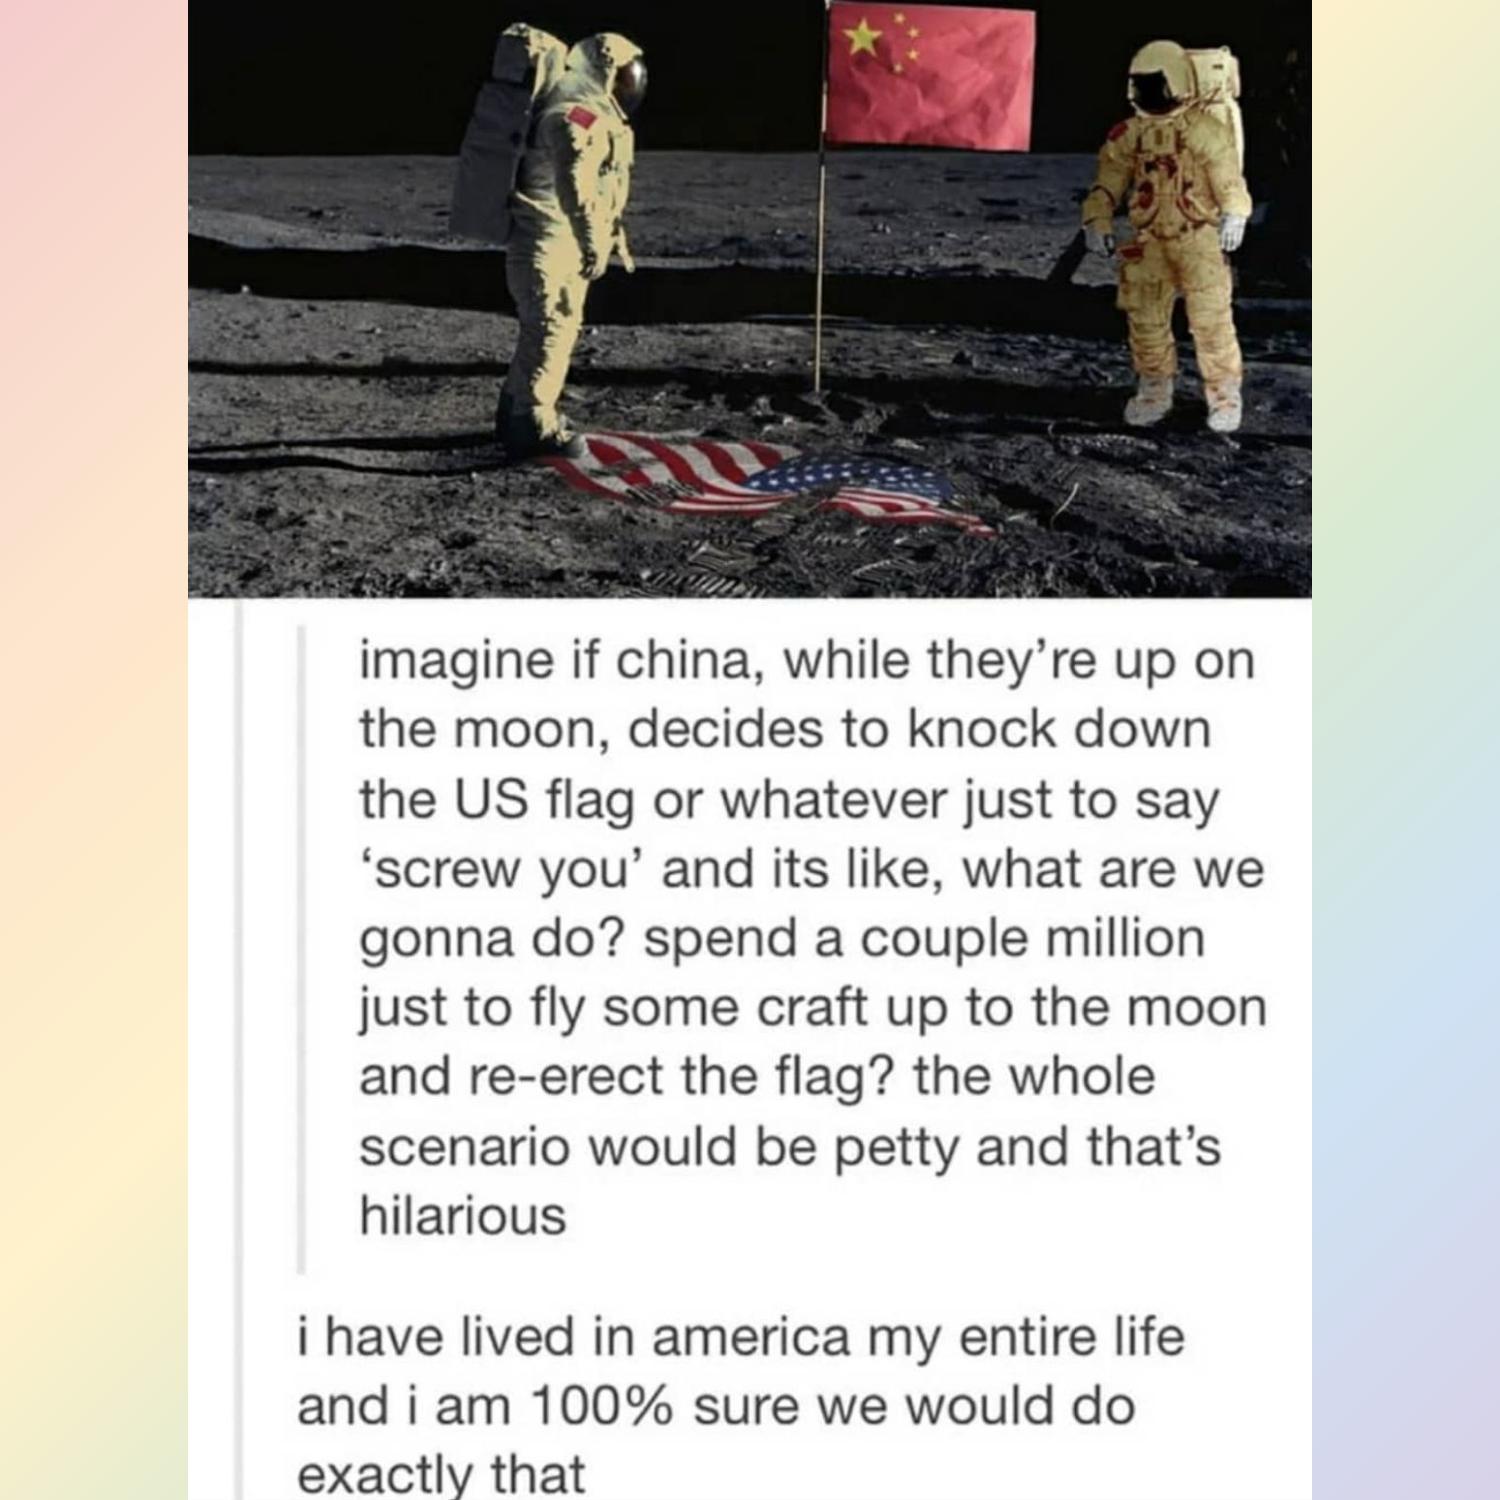 imagine if china, while they’re up on
the moon, decides to knock down
the US flag or whatever just to say
‘screw you’ and its like, what are we
gonna do? spend a couple million
just to fly some craft up to the moon
and re-erect the flag? the whole
scenario would be petty and that’s
hilarious
i have lived in america my entire life
and i am 100% sure we would do
exactly that